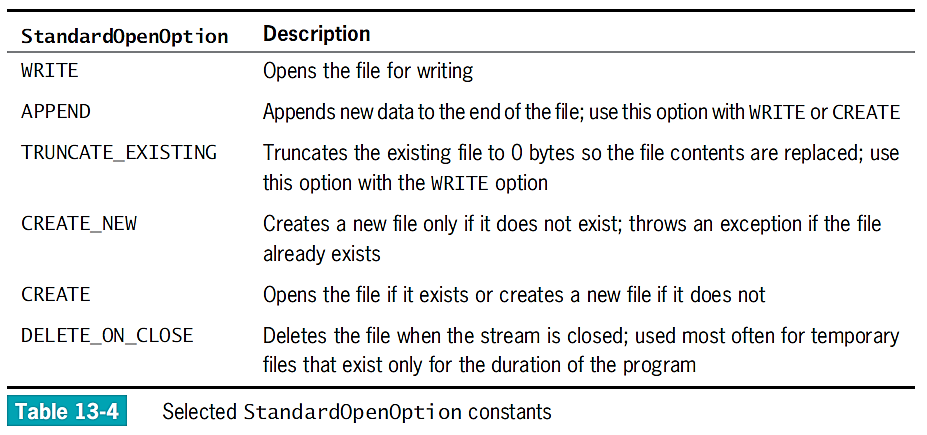 StandardOpenOption Description
WRITE Opens the file for writing
APPEND Appends new data to the end of the file; use this option with WRITE or CREATE
TRUNCATE_EXISTING Truncates the existing file to 0 bytes so the file contents are replaced; use
this option with the WRITE option
CREATE_NEW Creates a new file only if it does not exist; throws an exception if the file
already exists
CREATE Opens the file if it exists or creates a new file if it does not
DELETE_ON_CLOSE Deletes the file when the stream is closed; used most often for temporary
files that exist only for the duration of the program
Table 13-4 Selected StandardOpenOption constants